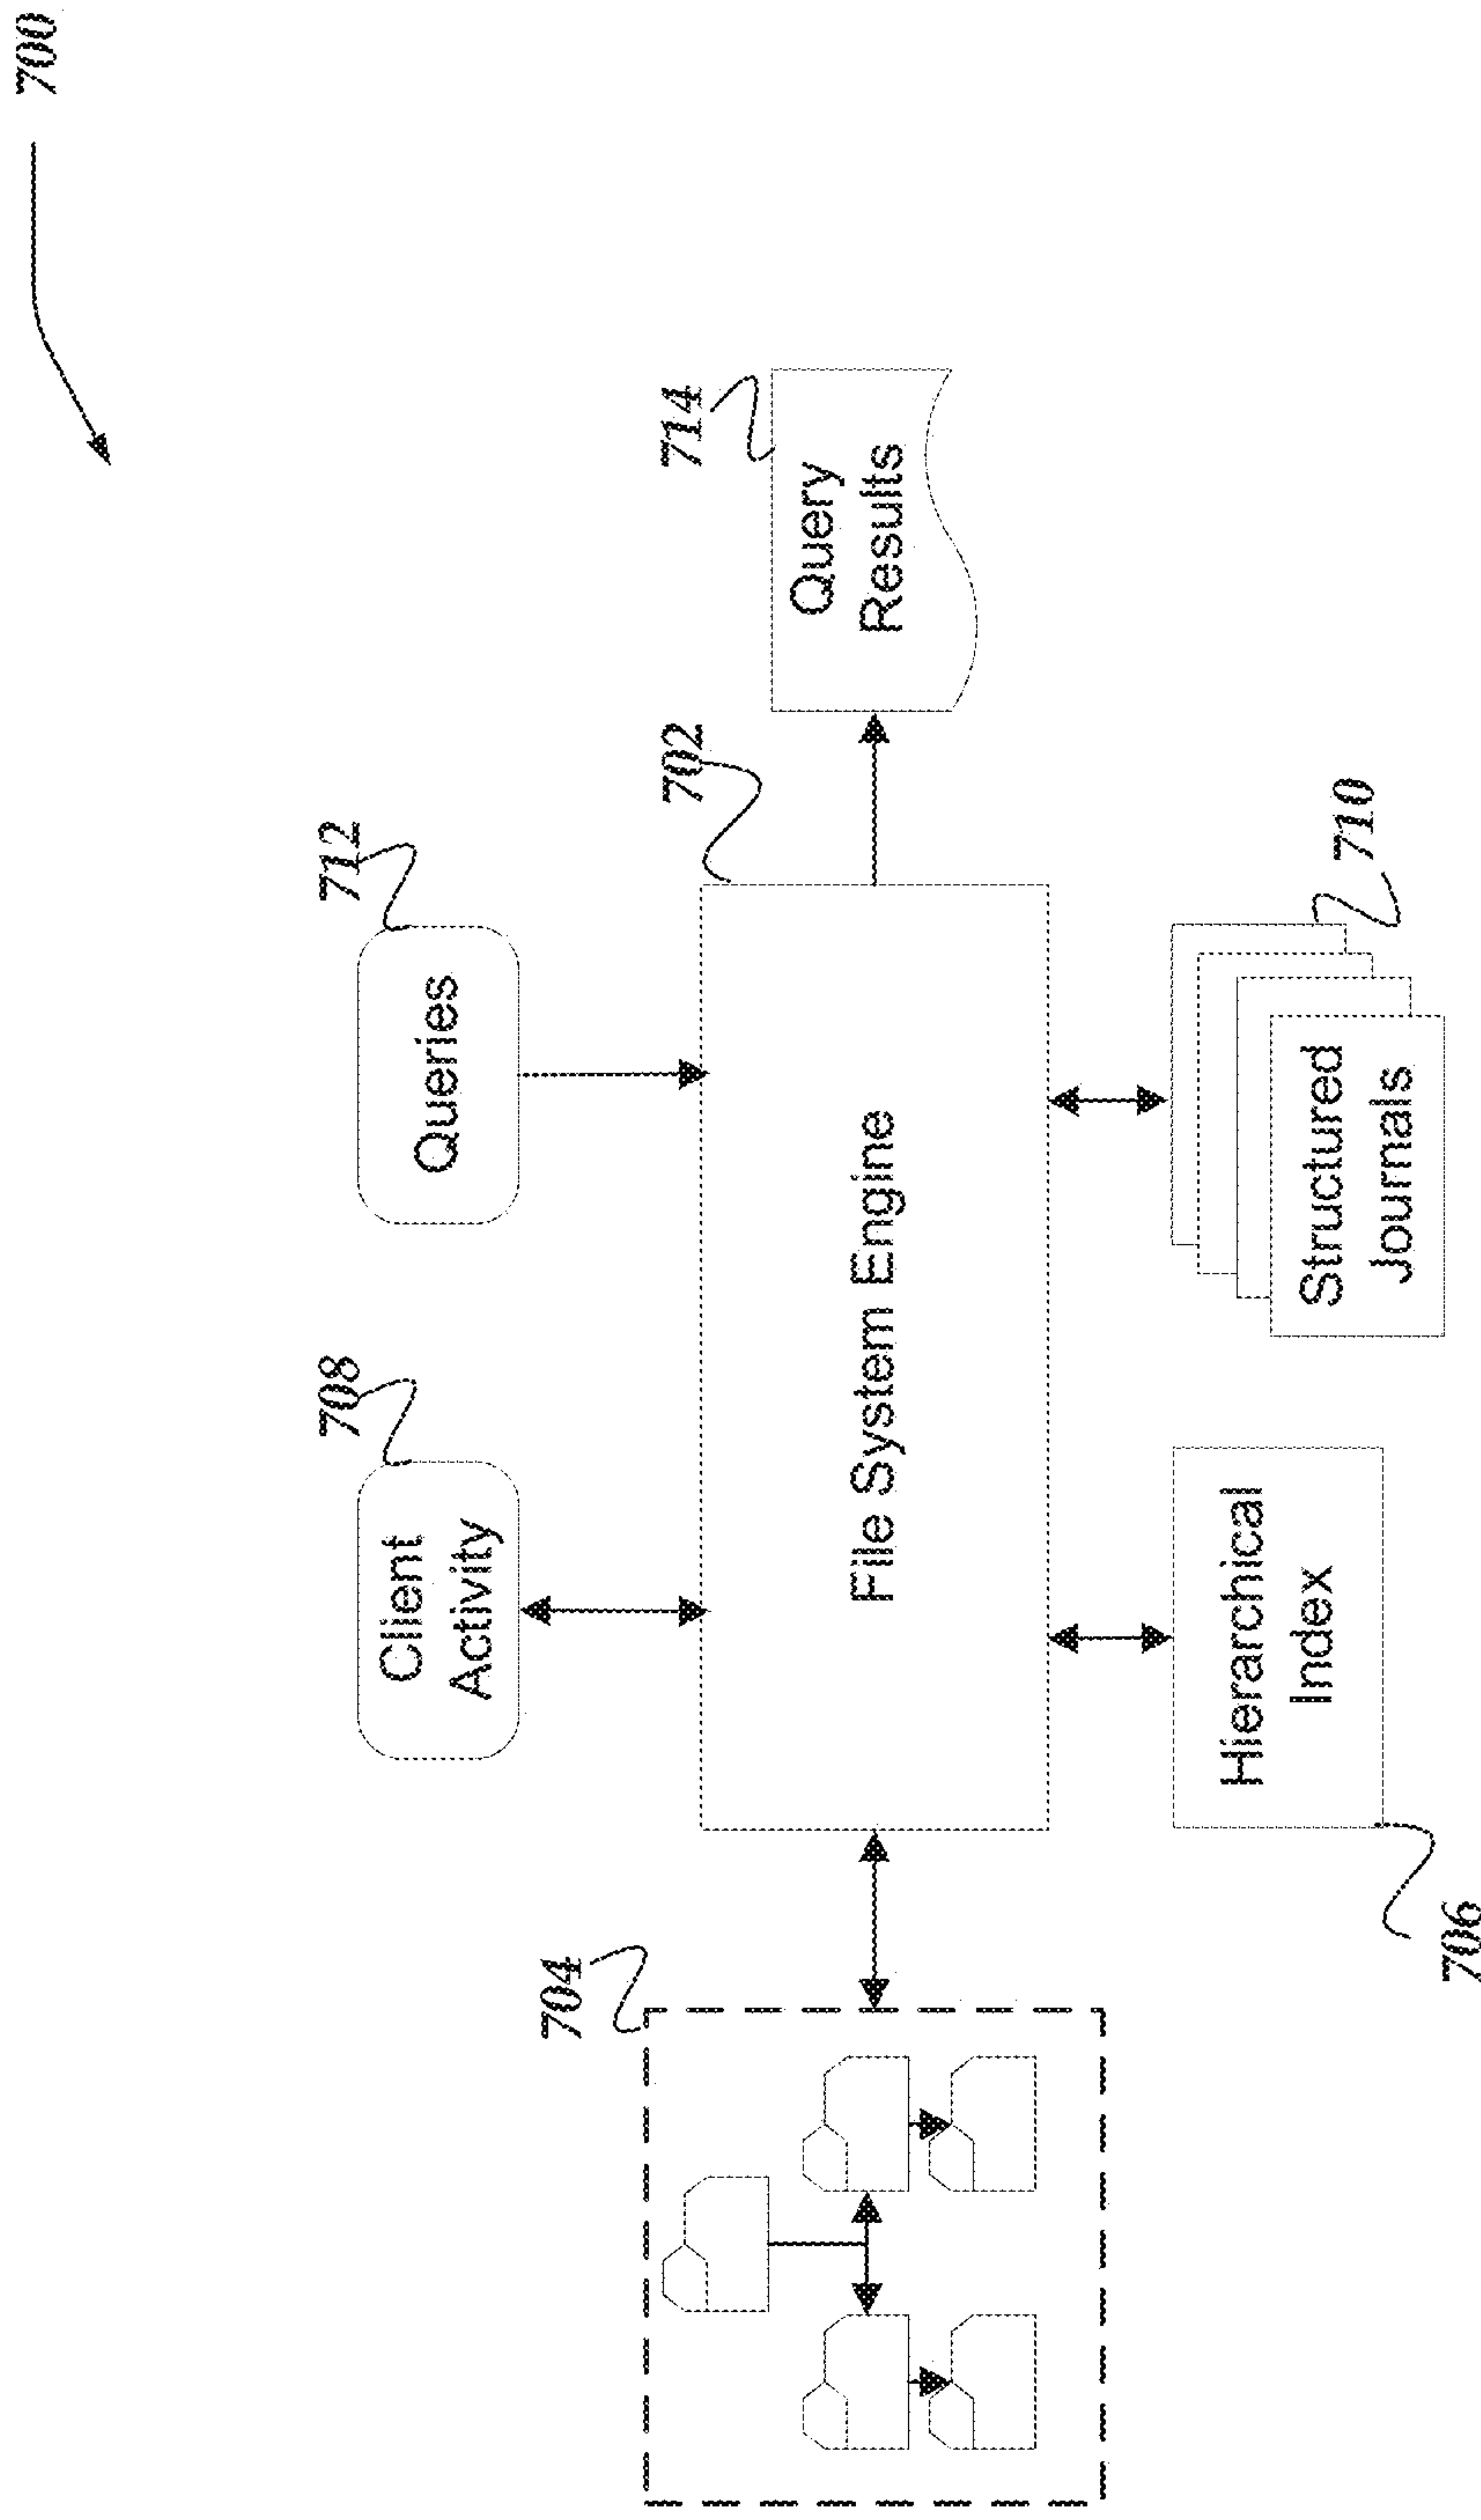 700
712
708
Queries
Client
Activity
702
714
704
File System Engine
Query
Results
710
Structured
Journals
Hierarchical
Index
706